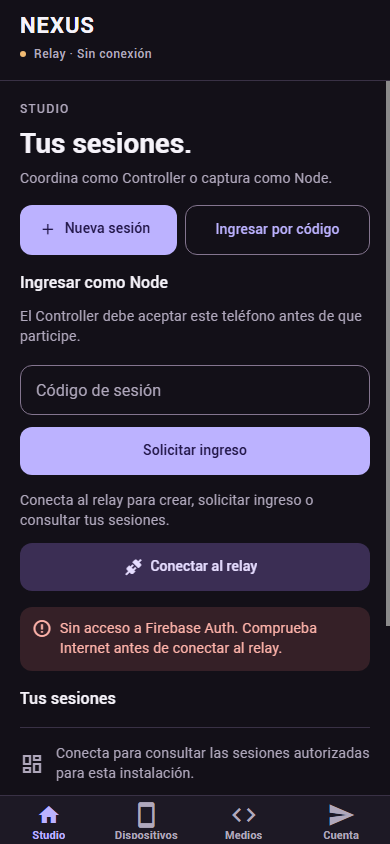 NEXUS
Relay · Sin conexión
STUDIO
Tus sesiones.
Coordina como Controller o captura como Node.
+ Nueva sesión
Ingresar por código
Ingresar como Node
El Controller debe aceptar este teléfono antes de que
participe.
Código de sesión
Solicitar ingreso
Conecta al relay para crear, solicitar ingreso o
consultar tus sesiones.
Conectar al relay
Sin acceso a Firebase Auth. Comprueba
Internet antes de conectar al relay.
Tus sesiones
Conecta para consultar las sesiones autorizadas
para esta instalación.
Studio
Dispositivos
Medios
Cuenta